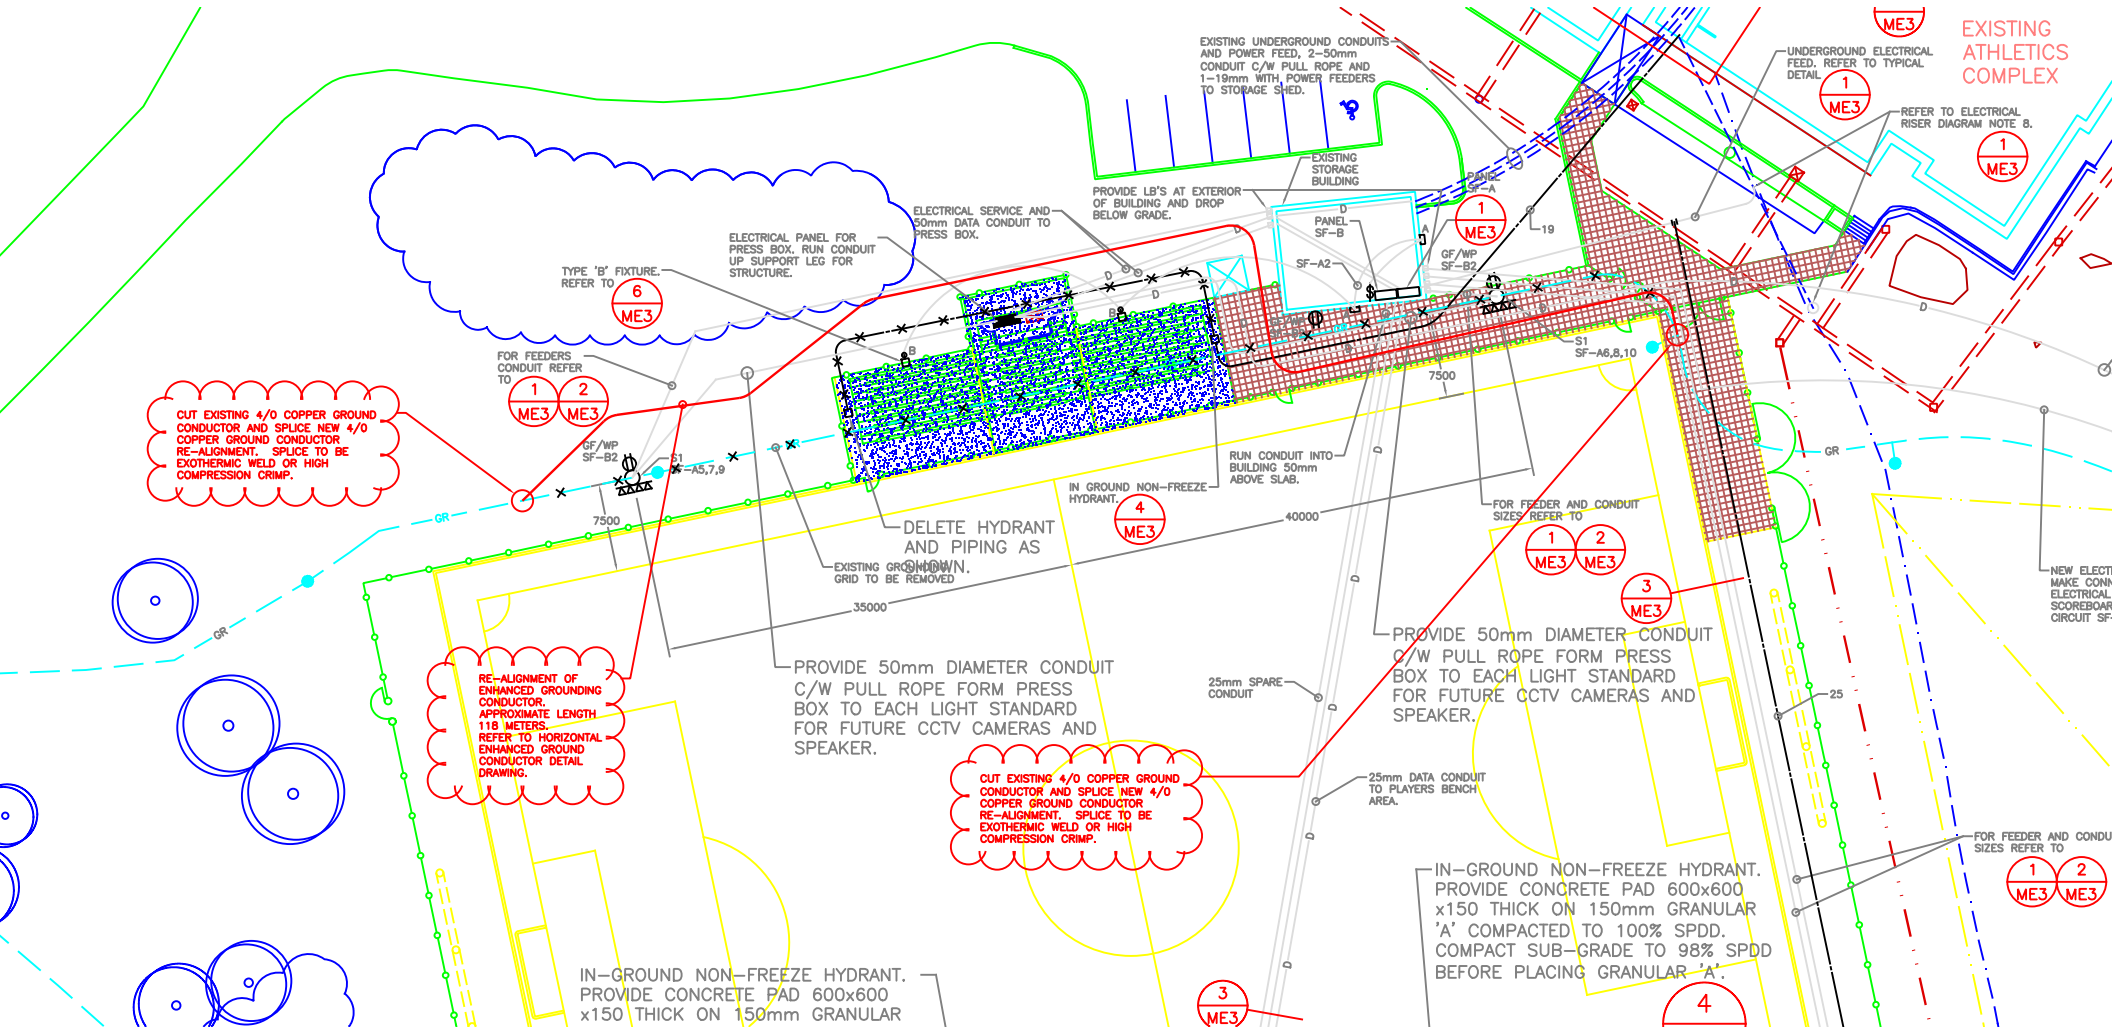 EXISTING
ATHLETICS
COMPLEX
ME3
EXISTING UNDERGROUND CONDUITS
AND POWER FEED, 2-50mm
CONDUIT C/W PULL ROPE AND
1-19mm WITH POWER FEEDERS
TO STORAGE SHED.
UNDERGROUND ELECTRICAL
FEED. REFER TO TYPICAL
DETAIL
1
ME3
REFER TO ELECTRICAL
RISER DIAGRAM NOTE 8.
1
ME3
EXISTING
STORAGE
BUILDING
PROVIDE LB'S AT EXTERIOR
OF BUILDING AND DROP
BELOW GRADE.
PANEL
SF-A
1
ME3
PANEL
SF-B
SF-A2
GF/WP
SF-B2
A
19
ELECTRICAL SERVICE AND
50mm DATA CONDUIT TO
PRESS BOX.
ELECTRICAL PANEL FOR
PRESS BOX. RUN CONDUIT
UP SUPPORT LEG FOR
STRUCTURE.
TYPE 'B' FIXTURE.
REFER TO
6
ME3
FOR FEEDERS
CONDUIT REFER
TO
1
ME3
2
ME3
B
B
D
D
D
D
D
$
S1
SF-A6,8,10
7500
CUT EXISTING 4/0 COPPER GROUND
CONDUCTOR AND SPLICE NEW 4/0
COPPER GROUND CONDUCTOR
RE-ALIGNMENT. SPLICE TO BE
EXOTHERMIC WELD OR HIGH
COMPRESSION CRIMP.
GF/WP
SF-B2
S1
-A5,7,9
7500
GR
GR
GR
RUN CONDUIT INTO
BUILDING 50mm
ABOVE SLAB.
IN GROUND NON-FREEZE
HYDRANT.
4
ME3
DELETE HYDRANT
AND PIPING AS
SHOWN.
EXISTING GROUNDING
GRID TO BE REMOVED
35000
40000
FOR FEEDER AND CONDUIT
SIZES REFER TO
1
ME3
2
ME3
3
ME3
NEW ELECT
MAKE CONN
ELECTRICAL
SCOREBOAR
CIRCUIT SF-
RE-ALIGNMENT OF
ENHANCED GROUNDING
CONDUCTOR.
APPROXIMATE LENGTH
118 METERS.
REFER TO HORIZONTAL
ENHANCED GROUND
CONDUCTOR DETAIL
DRAWING.
PROVIDE 50mm DIAMETER CONDUIT
C/W PULL ROPE FORM PRESS
BOX TO EACH LIGHT STANDARD
FOR FUTURE CCTV CAMERAS AND
SPEAKER.
PROVIDE 50mm DIAMETER CONDUIT
C/W PULL ROPE FORM PRESS
BOX TO EACH LIGHT STANDARD
FOR FUTURE CCTV CAMERAS AND
SPEAKER.
25mm SPARE
CONDUIT
25
D
D
D
D
D
CUT EXISTING 4/0 COPPER GROUND
CONDUCTOR AND SPLICE NEW 4/0
COPPER GROUND CONDUCTOR
RE-ALIGNMENT. SPLICE TO BE
EXOTHERMIC WELD OR HIGH
COMPRESSION CRIMP.
25mm DATA CONDUIT
TO PLAYERS BENCH
AREA.
FOR FEEDER AND CONDU
SIZES REFER TO
1
ME3
2
ME3
IN-GROUND NON-FREEZE HYDRANT.
PROVIDE CONCRETE PAD 600x600
x150 THICK ON 150mm GRANULAR
'A' COMPACTED TO 100% SPDD.
COMPACT SUB-GRADE TO 98% SPDD
BEFORE PLACING GRANULAR 'A'.
IN-GROUND NON-FREEZE HYDRANT.
PROVIDE CONCRETE PAD 600x600
x150 THICK ON 150mm GRANULAR
3
ME3
4